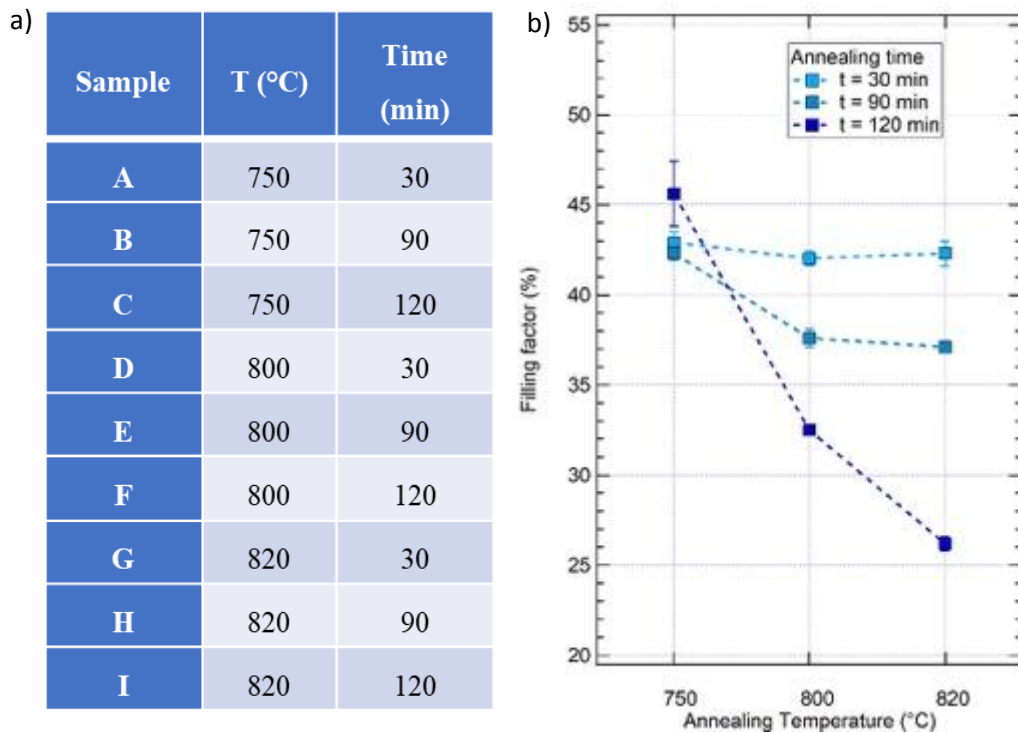 a)
Sample T (°C) Time (min)
A 750 30
B 750 90
C 750 120
D 800 30
E 800 90
F 800 120
G 820 30
H 820 90
I 820 120
b)
55
50
45
40
35
30
25
20
Filling factor (%)
Annealing time
t = 30 min
t = 90 min
t = 120 min
750 800 820
Annealing Temperature (°C)